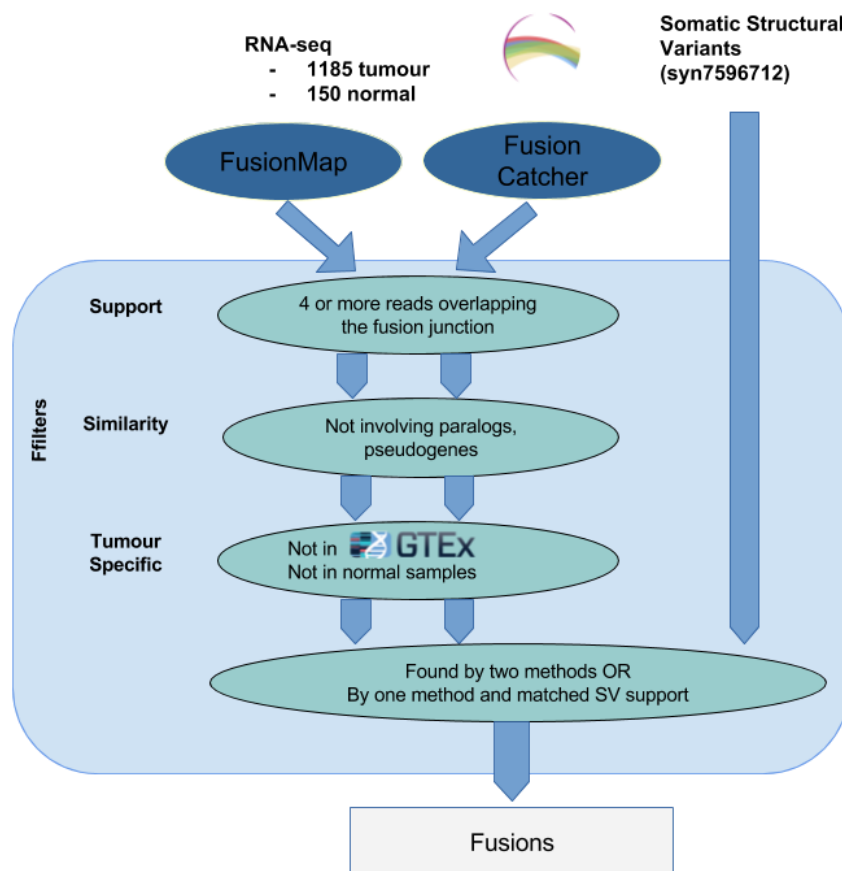 RNA-seq
- 1185 tumour
- 150 normal
Somatic Structural
Variants
(syn7596712)
FusionMap
Fusion
Catcher
Ffilters
Support
4 or more reads overlapping
the fusion junction
Similarity
Not involving paralogs,
pseudogenes
Tumour
Specific
Not in GTEx
Not in normal samples
Found by two methods OR
By one method and matched SV support
Fusions